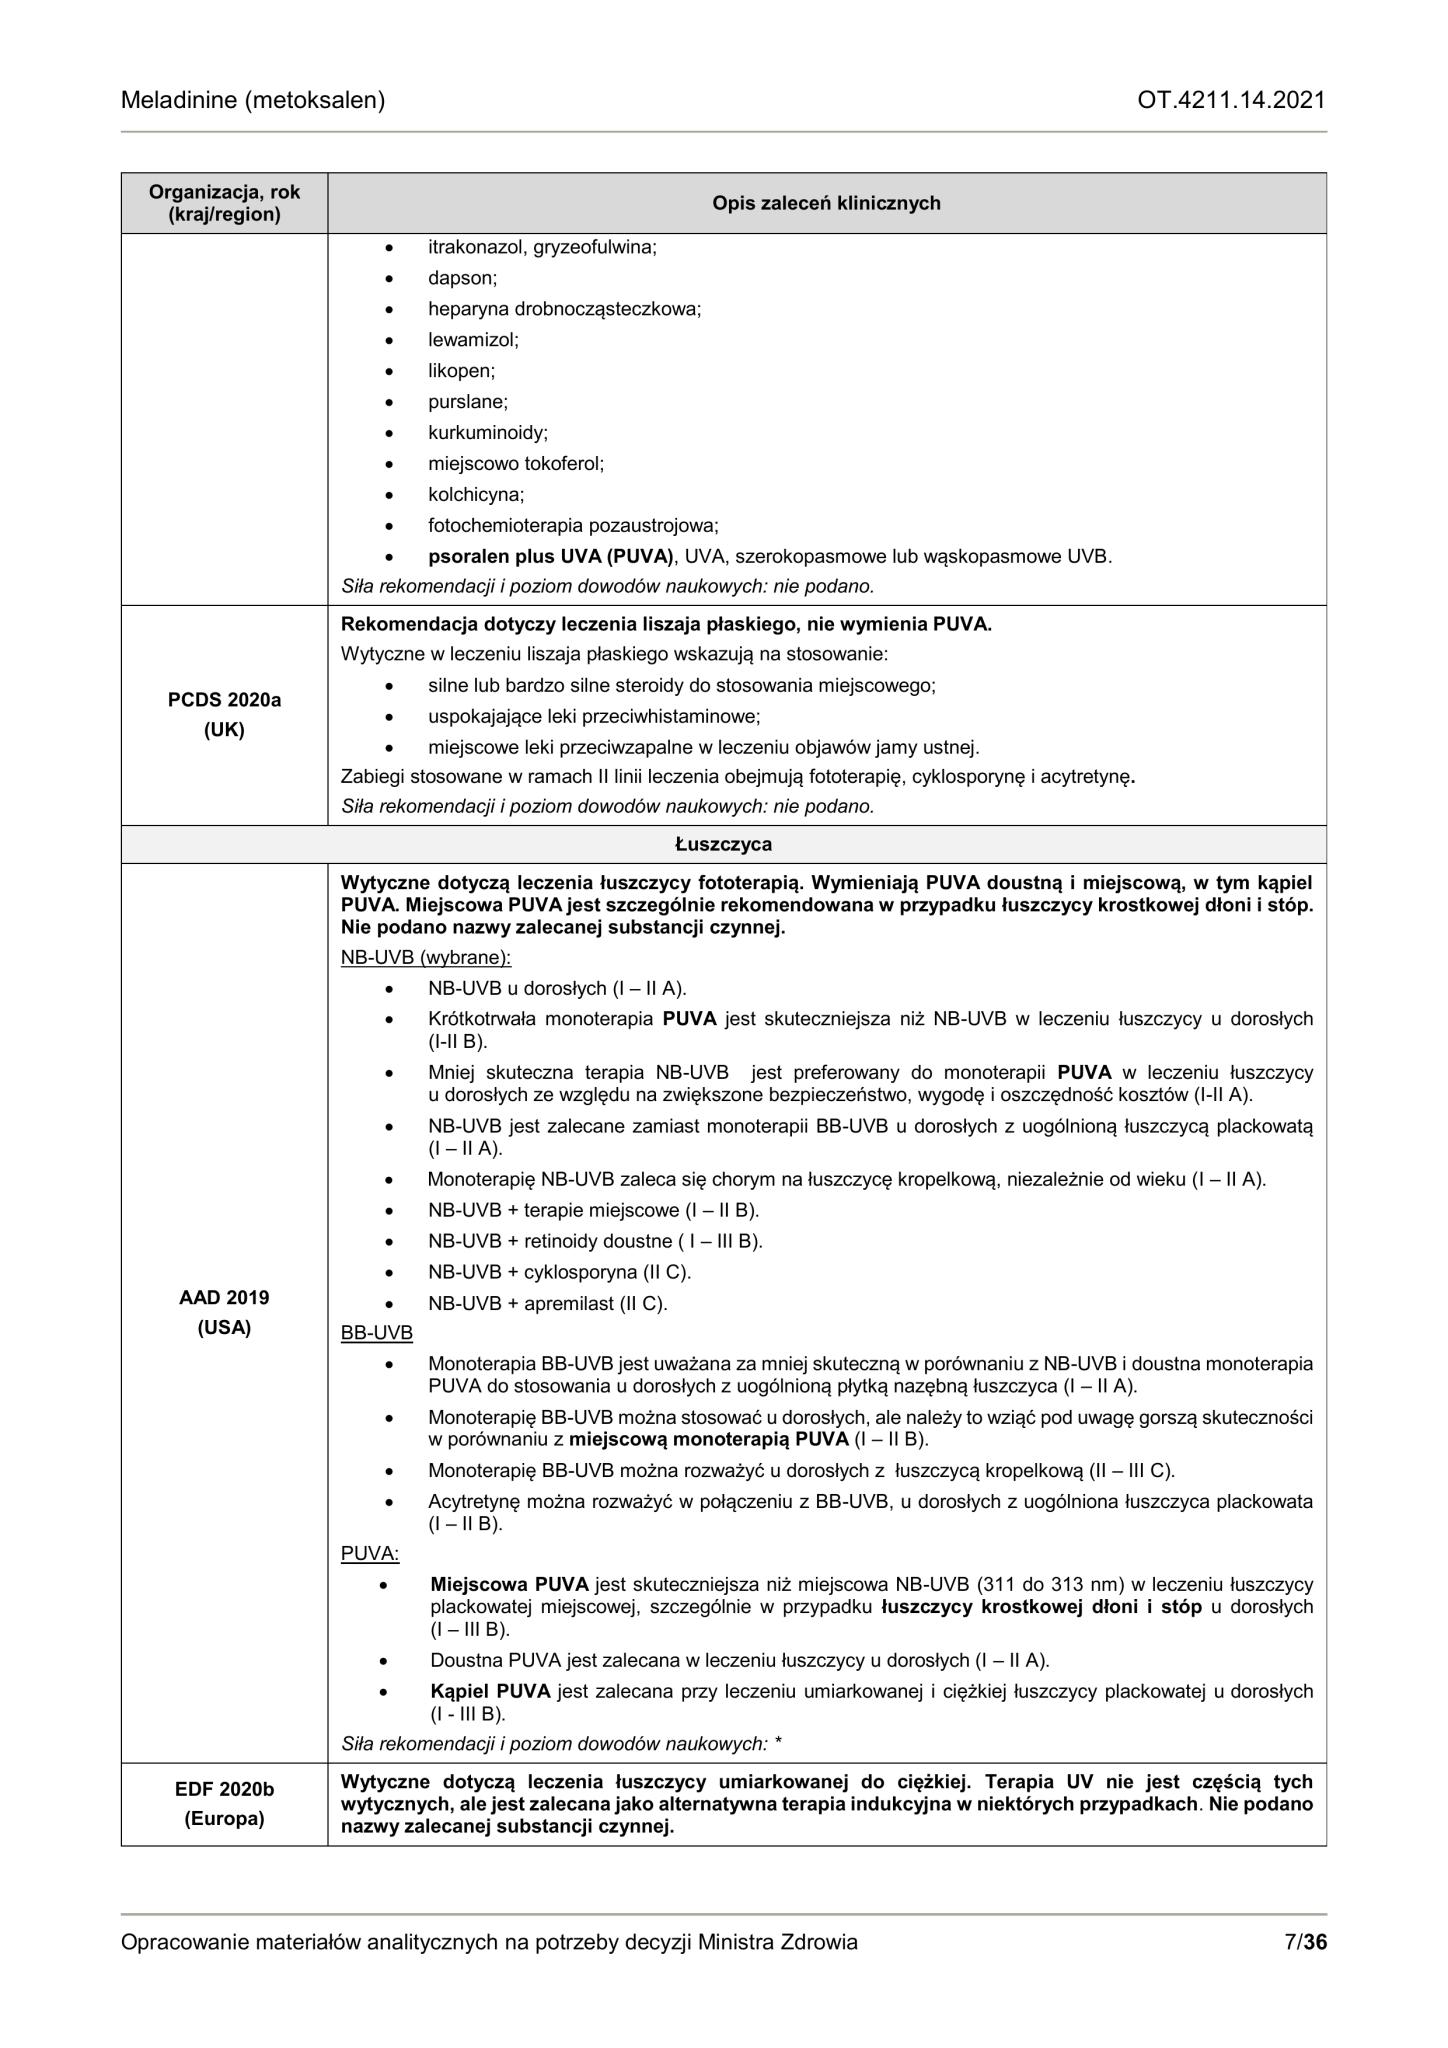 Meladinine (metoksalen) OT.4211.14.2021
Organizacja, rok
(kraj/region)
Opis zaleceń klinicznych
• itrakonazol, gryzeofulwina;
• dapson;
• heparyna drobnocząsteczkowa;
• lewamizol;
• likopen;
• purslane;
• kurkuminoidy;
• miejscowo tokoferol;
• kolchicyna;
• fotochemioterapia pozaustrojowa;
• psoralen plus UVA (PUVA), UVA, szerokopasmowe lub wąskopasmowe UVB.
Siła rekomendacji i poziom dowodów naukowych: nie podano.
PCDS 2020a
(UK)
Rekomendacja dotyczy leczenia liszaja płaskiego, nie wymienia PUVA.
Wytyczne w leczeniu liszaja płaskiego wskazują na stosowanie:
• silne lub bardzo silne steroidy do stosowania miejscowego;
• uspokajające leki przeciwhistaminowe;
• miejscowe leki przeciwzapalne w leczeniu objawów jamy ustnej.
Zabiegi stosowane w ramach II linii leczenia obejmują fototerapię, cyklosporynę i acytretynę.
Siła rekomendacji i poziom dowodów naukowych: nie podano.
Łuszczyca
AAD 2019
(USA)
Wytyczne dotyczą leczenia łuszczycy fototerapią. Wymieniają PUVA doustną i miejscową, w tym kąpiel
PUVA. Miejscowa PUVA jest szczególnie rekomendowana w przypadku łuszczycy krostkowej dłoni i stóp.
Nie podano nazwy zalecanej substancji czynnej.
NB-UVB (wybrane):
• NB-UVB u dorosłych (I – II A).
• Krótkotrwała monoterapia PUVA jest skuteczniejsza niż NB-UVB w leczeniu łuszczycy u dorosłych
(I-II B).
• Mniej skuteczna terapia NB-UVB jest preferowany do monoterapii PUVA w leczeniu łuszczycy
u dorosłych ze względu na zwiększone bezpieczeństwo, wygodę i oszczędność kosztów (I-II A).
• NB-UVB jest zalecane zamiast monoterapii BB-UVB u dorosłych z uogólnioną łuszczycą plackowatą
(I – II A).
• Monoterapię NB-UVB zaleca się chorym na łuszczycę kropelkową, niezależnie od wieku (I – II A).
• NB-UVB + terapie miejscowe (I – II B).
• NB-UVB + retinoidy doustne ( I – III B).
• NB-UVB + cyklosporyna (II C).
• NB-UVB + apremilast (II C).
BB-UVB
• Monoterapia BB-UVB jest uważana za mniej skuteczną w porównaniu z NB-UVB i doustna monoterapia
PUVA do stosowania u dorosłych z uogólnioną płytką nazębną łuszczyca (I – II A).
• Monoterapię BB-UVB można stosować u dorosłych, ale należy to wziąć pod uwagę gorszą skuteczności
w porównaniu z miejscową monoterapią PUVA (I – II B).
• Monoterapię BB-UVB można rozważyć u dorosłych z łuszczycą kropelkową (II – III C).
• Acytretynę można rozważyć w połączeniu z BB-UVB, u dorosłych z uogólniona łuszczyca plackowata
(I – II B).
PUVA:
• Miejscowa PUVA jest skuteczniejsza niż miejscowa NB-UVB (311 do 313 nm) w leczeniu łuszczycy
plackowatej miejscowej, szczególnie w przypadku łuszczycy krostkowej dłoni i stóp u dorosłych
(I – III B).
• Doustna PUVA jest zalecana w leczeniu łuszczycy u dorosłych (I – II A).
• Kąpiel PUVA jest zalecana przy leczeniu umiarkowanej i ciężkiej łuszczycy plackowatej u dorosłych
(I - III B).
Siła rekomendacji i poziom dowodów naukowych: *
EDF 2020b
(Europa)
Wytyczne dotyczą leczenia łuszczycy umiarkowanej do ciężkiej. Terapia UV nie jest częścią tych
wytycznych, ale jest zalecana jako alternatywna terapia indukcyjna w niektórych przypadkach. Nie podano
nazwy zalecanej substancji czynnej.
Opracowanie materiałów analitycznych na potrzeby decyzji Ministra Zdrowia 7/36